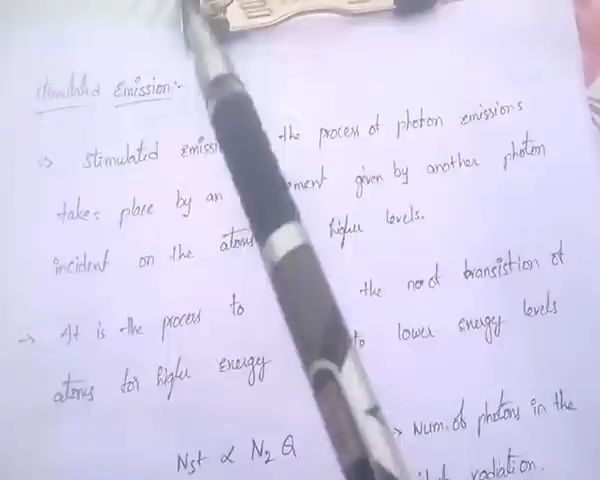 Stimulated Emission:-
=> Stimulated emissi the process of photon emissions
takes place by an ment given by another photon
incident on the atoms higher levels.
-> It is the process to the no of transistion of
atoms for higher energy to lower energy levels
Nst ∝ N2 Q -> Num. of photons in the
radiation.